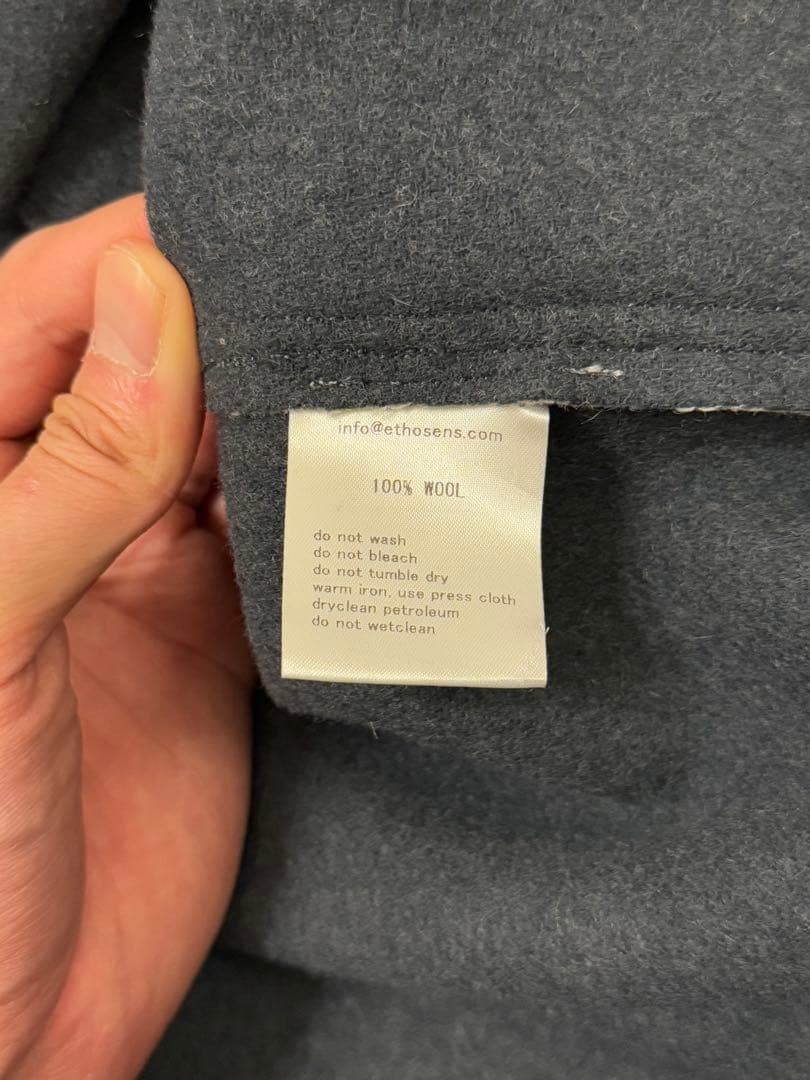 info@ethosens.com
100% WOOL
do not wash
do not bleach
do not tumble dry
warm iron, use press cloth
dryclean petroleum
do not wetclean